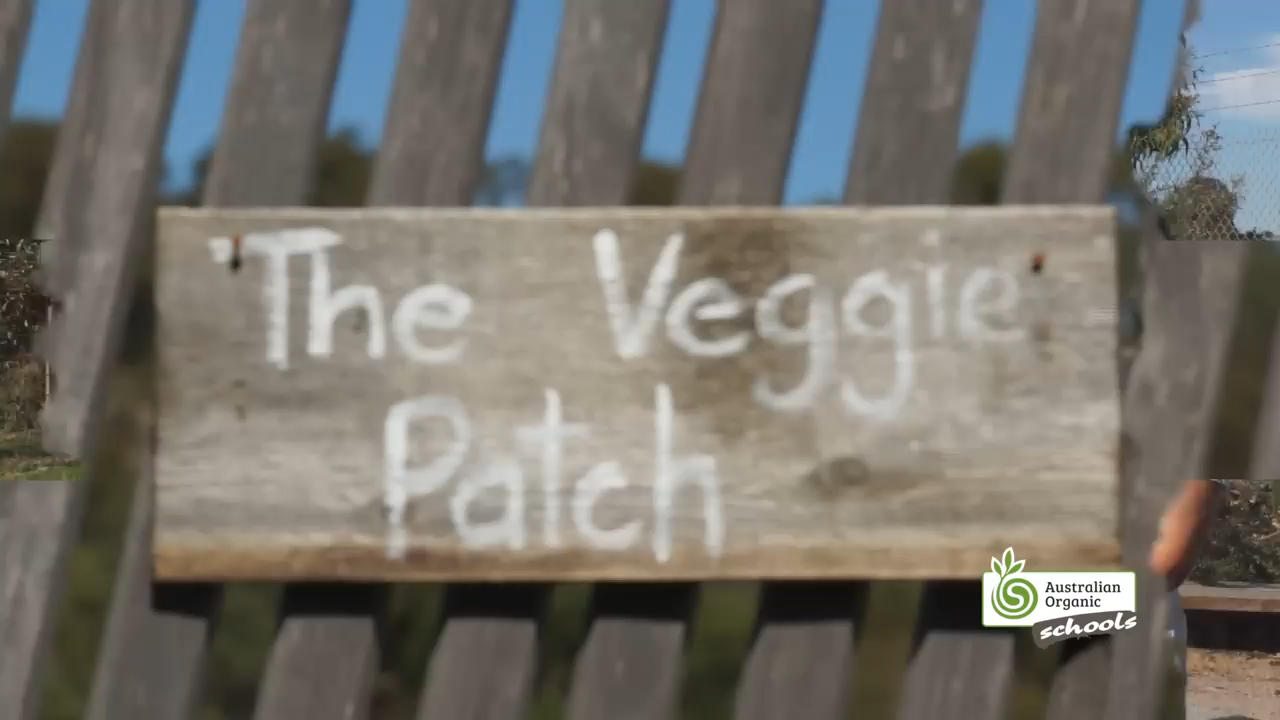 The Veggie
Patch
Australian
Organic
schools